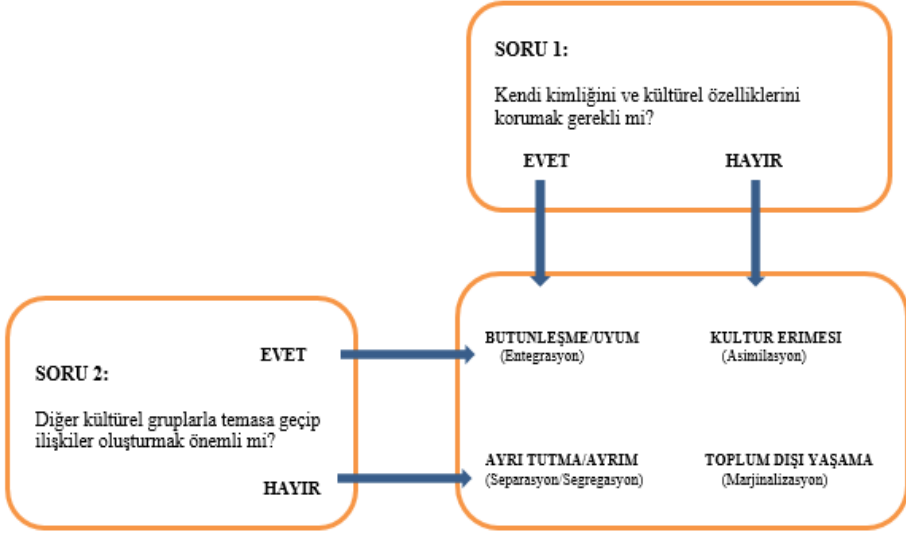 SORU 1:
Kendi kimliğini ve kültürel özelliklerini
korumak gerekli mi?
EVET
HAYIR
SORU 2:
Diğer kültürel gruplarla temasa geçip
ilişkiler oluşturmak önemli mi?
EVET
HAYIR
BUTUNLEŞME/UYUM
(Entegrasyon)
KULTUR ERIMESI
(Asimilasyon)
AYRI TUTMA/AYRIM
(Separasyon/Segregasyon)
TOPLUM DIŞI YAŞAMA
(Marjinalizasyon)